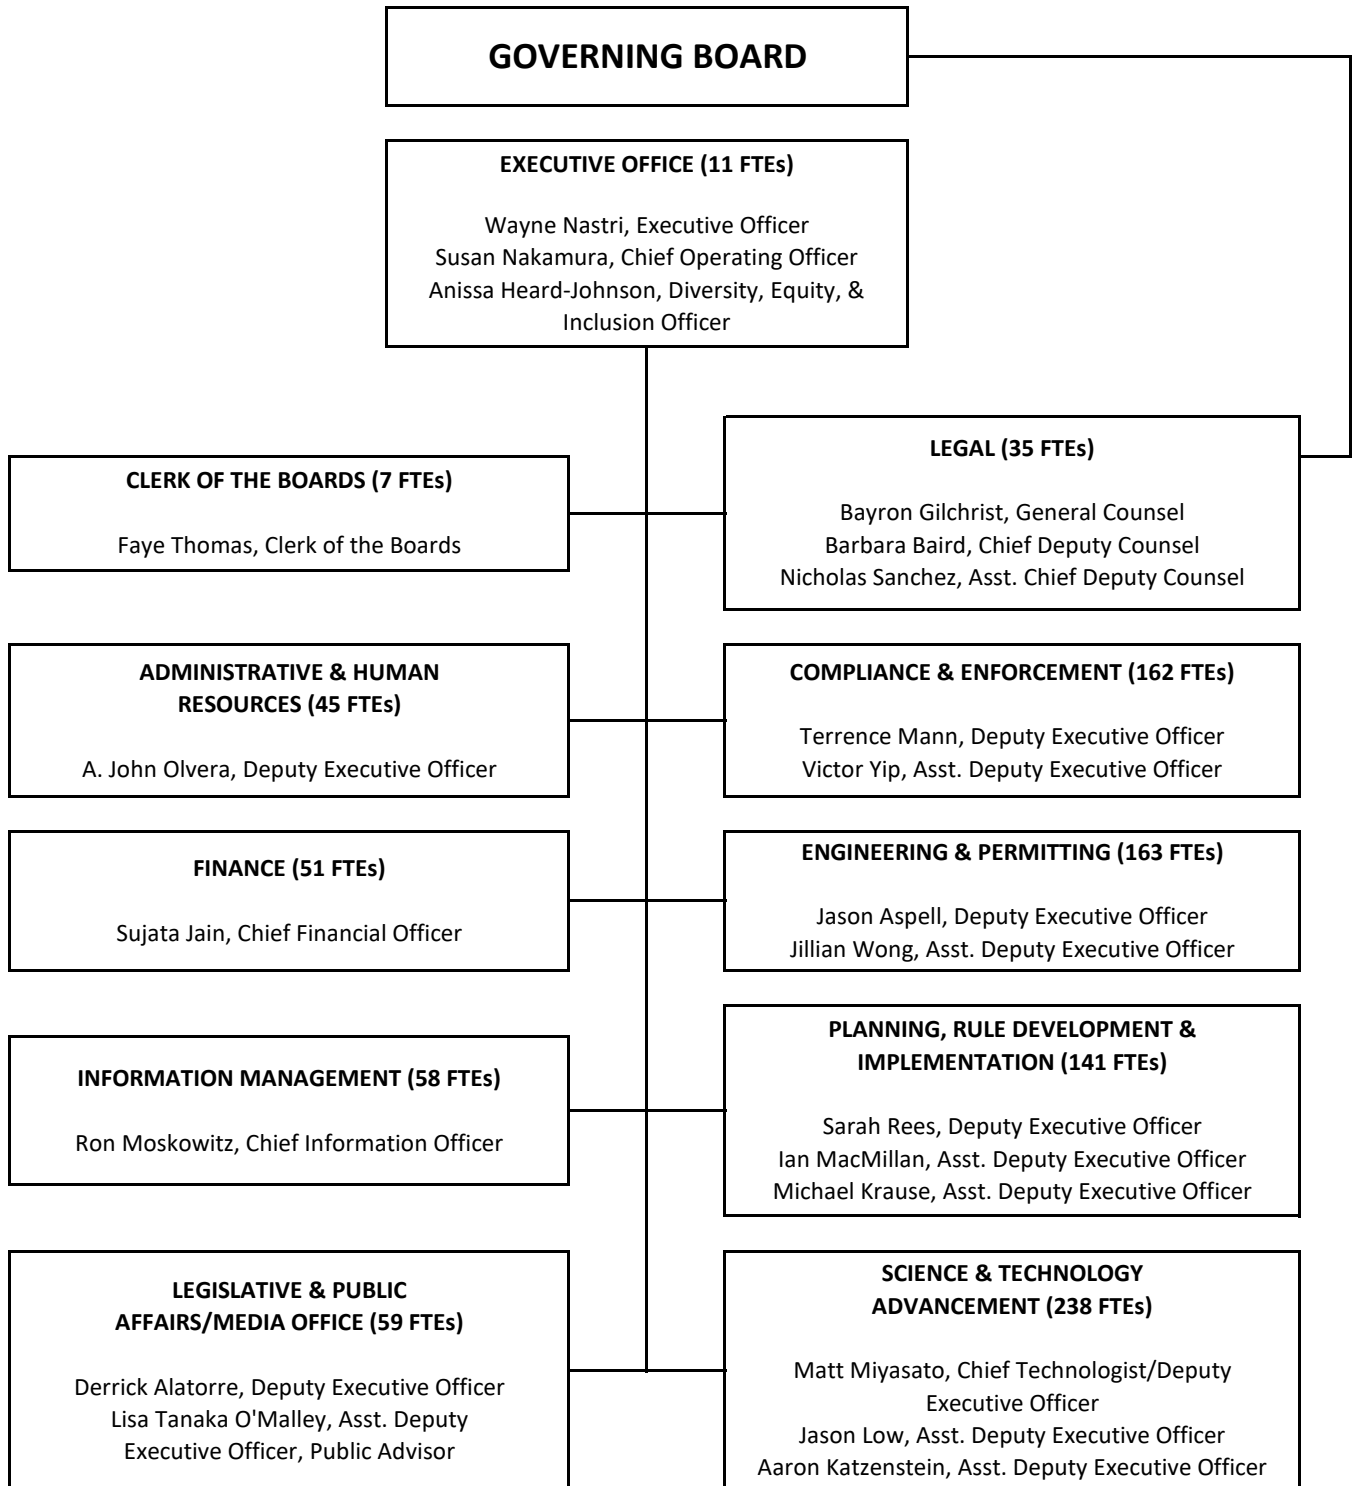 GOVERNING BOARD
EXECUTIVE OFFICE (11 FTEs)
Wayne Nastri, Executive Officer
Susan Nakamura, Chief Operating Officer
Anissa Heard-Johnson, Diversity, Equity, &
Inclusion Officer
CLERK OF THE BOARDS (7 FTEs)
Faye Thomas, Clerk of the Boards
LEGAL (35 FTEs)
Bayron Gilchrist, General Counsel
Barbara Baird, Chief Deputy Counsel
Nicholas Sanchez, Asst. Chief Deputy Counsel
ADMINISTRATIVE & HUMAN
RESOURCES (45 FTEs)
A. John Olvera, Deputy Executive Officer
COMPLIANCE & ENFORCEMENT (162 FTEs)
Terrence Mann, Deputy Executive Officer
Victor Yip, Asst. Deputy Executive Officer
FINANCE (51 FTEs)
Sujata Jain, Chief Financial Officer
ENGINEERING & PERMITTING (163 FTEs)
Jason Aspell, Deputy Executive Officer
Jillian Wong, Asst. Deputy Executive Officer
INFORMATION MANAGEMENT (58 FTEs)
Ron Moskowitz, Chief Information Officer
PLANNING, RULE DEVELOPMENT &
IMPLEMENTATION (141 FTEs)
Sarah Rees, Deputy Executive Officer
Ian MacMillan, Asst. Deputy Executive Officer
Michael Krause, Asst. Deputy Executive Officer
LEGISLATIVE & PUBLIC
AFFAIRS/MEDIA OFFICE (59 FTEs)
Derrick Alatorre, Deputy Executive Officer
Lisa Tanaka O'Malley, Asst. Deputy
Executive Officer, Public Advisor
SCIENCE & TECHNOLOGY
ADVANCEMENT (238 FTEs)
Matt Miyasato, Chief Technologist/Deputy
Executive Officer
Jason Low, Asst. Deputy Executive Officer
Aaron Katzenstein, Asst. Deputy Executive Officer